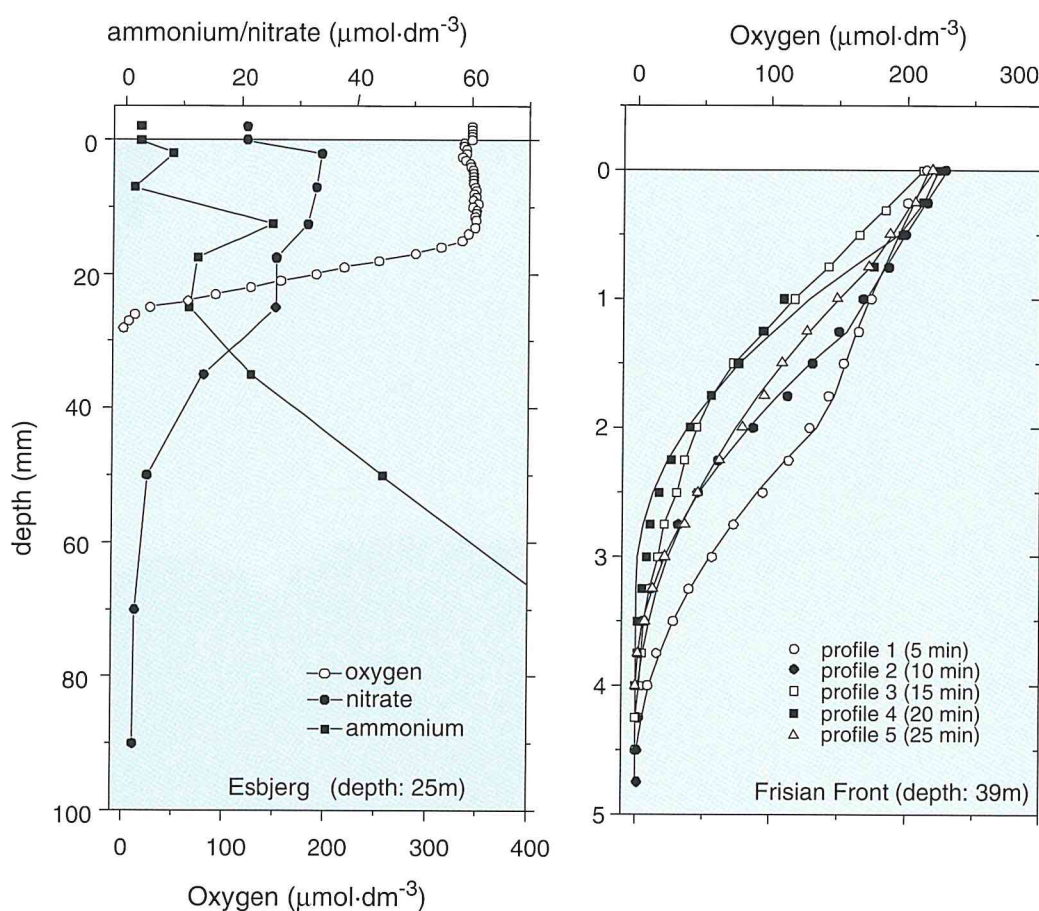 ammonium/nitrate (μmol·dm-3)
0 20 40 60
0
20
40
60
80
100
depth (mm)
oxygen
nitrate
ammonium
Esbjerg (depth: 25m)
0 100 200 300 400
Oxygen (μmol·dm-3)
Oxygen (μmol·dm-3)
0 100 200 300
0
1
2
3
4
5
profile 1 (5 min)
profile 2 (10 min)
profile 3 (15 min)
profile 4 (20 min)
profile 5 (25 min)
Frisian Front (depth: 39m)